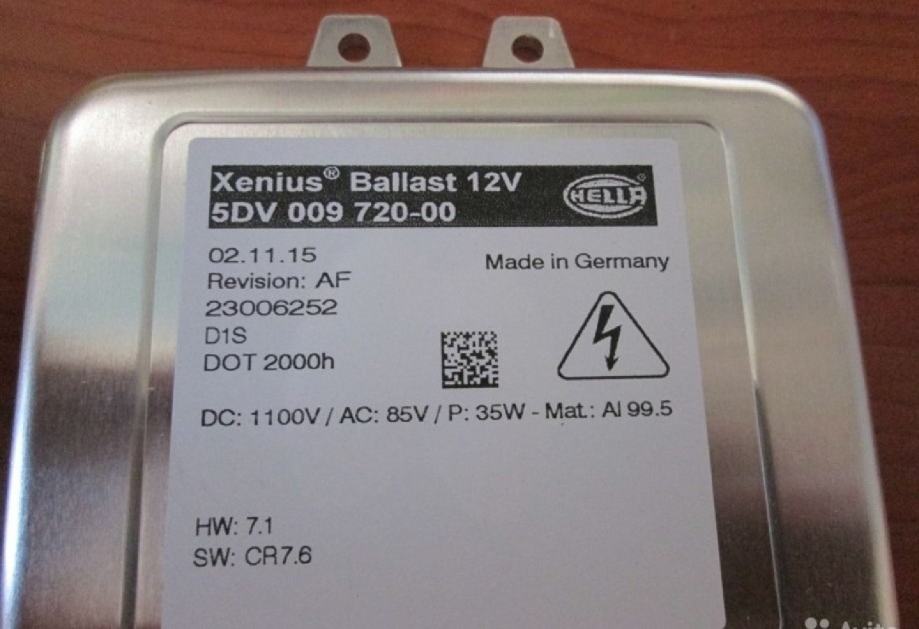 Xenius® Ballast 12V
5DV 009 720-00
HELLA
02.11.15
Made in Germany
Revision: AF
23006252
D1S
DOT 2000h
DC: 1100V / AC: 85V / P: 35W - Mat.: Al 99.5
HW: 7.1
SW: CR7.6